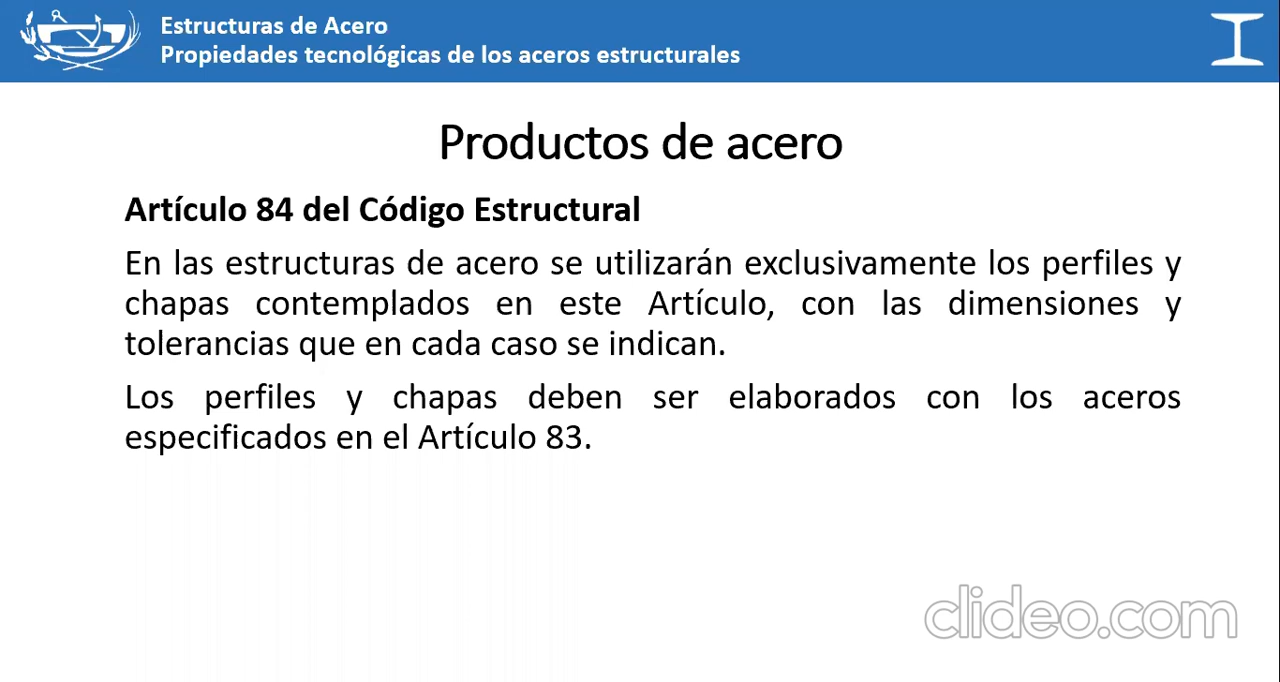 Estructuras de Acero
Propiedades tecnológicas de los aceros estructurales
Productos de acero
Artículo 84 del Código Estructural
En las estructuras de acero se utilizarán exclusivamente los perfiles y
chapas contemplados en este Artículo, con las dimensiones y
tolerancias que en cada caso se indican.
Los perfiles y chapas deben ser elaborados con los aceros
especificados en el Artículo 83.
clideo.com